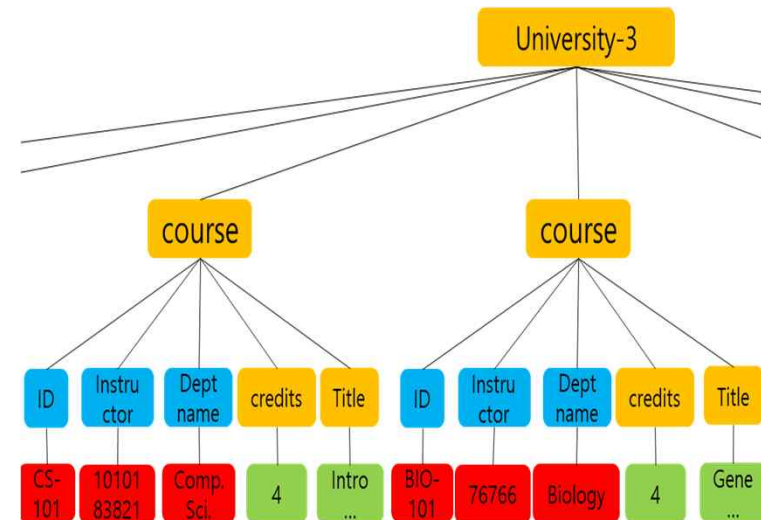 University-3
course
course
ID
Instru
ctor
Dept
name
credits
Title
ID
Instru
ctor
Dept
name
credits
Title
CS-
101
10101
83821
Comp.
Sci.
4
Intro
...
BIO-
101
76766
Biology
4
Gene
...